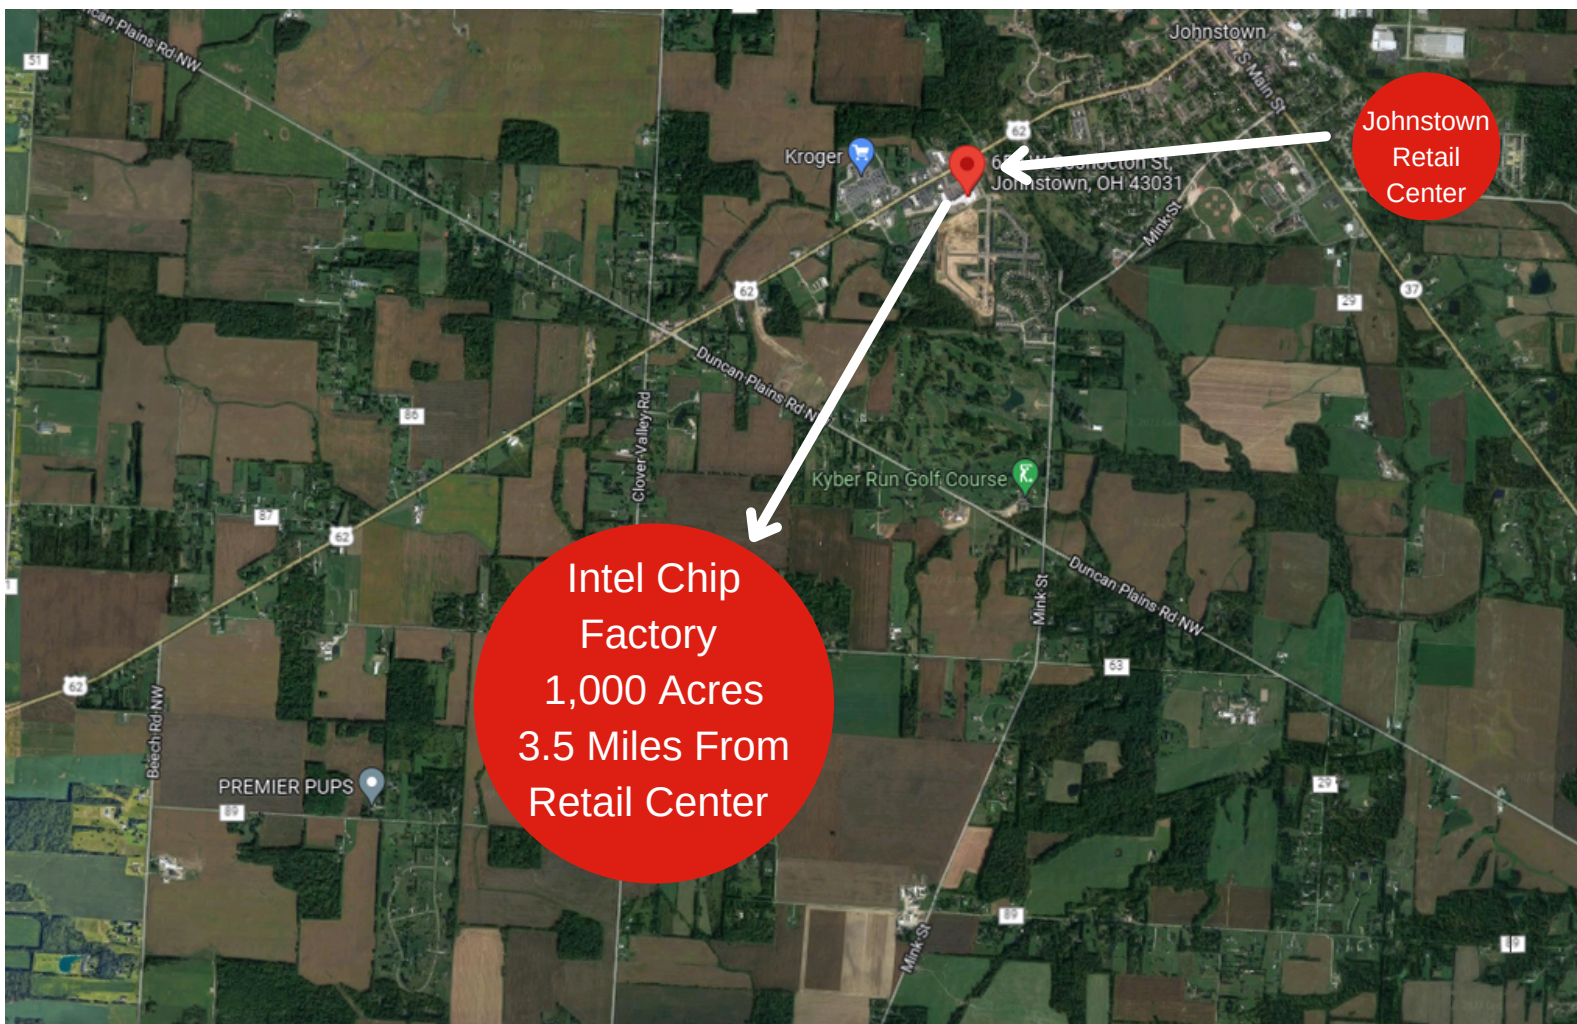 51
can Plains Rd NW
Johnstown
S Main St
62
Kroger
Johnstown
Retail
Center
Johnstown, OH 43031
Mink St
62
29
37
Duncan Plains Rd
86
Clover Valley Rd
Kyber Run Golf Course
87
62
Intel Chip
Factory
1,000 Acres
3.5 Miles From
Retail Center
Mink St
Duncan Plains Rd NW
63
62
Beech Rd NW
PREMIER PUPS
89
29
89
Mink St